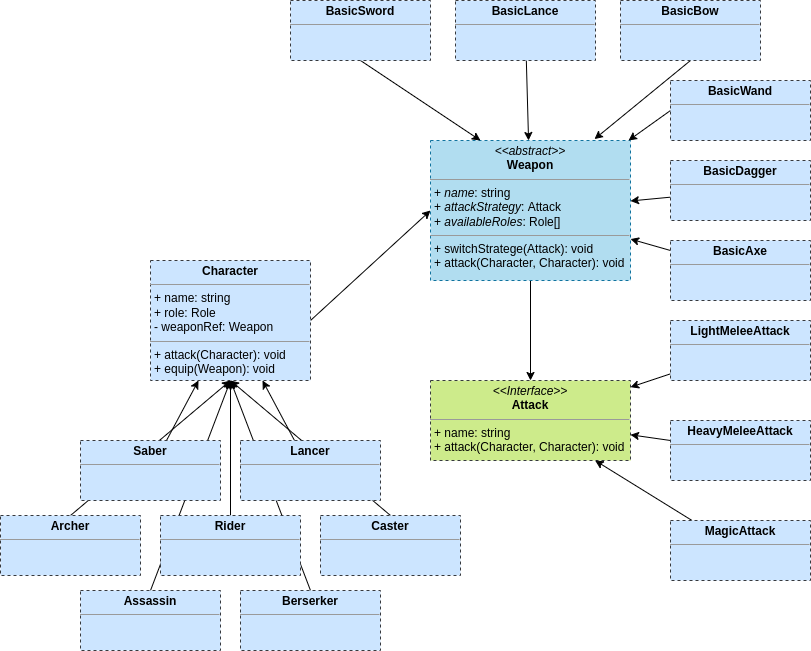 BasicSword
BasicLance
BasicBow
BasicWand
<<abstract>>
Weapon
+ name: string
+ attackStrategy: Attack
+ availableRoles: Role[]
+ switchStratege(Attack): void
+ attack(Character, Character): void
BasicDagger
BasicAxe
Character
+ name: string
+ role: Role
- weaponRef: Weapon
+ attack(Character): void
+ equip(Weapon): void
LightMeleeAttack
<<Interface>>
Attack
+ name: string
+ attack(Character, Character): void
HeavyMeleeAttack
Saber
Lancer
Archer
Rider
Caster
MagicAttack
Assassin
Berserker